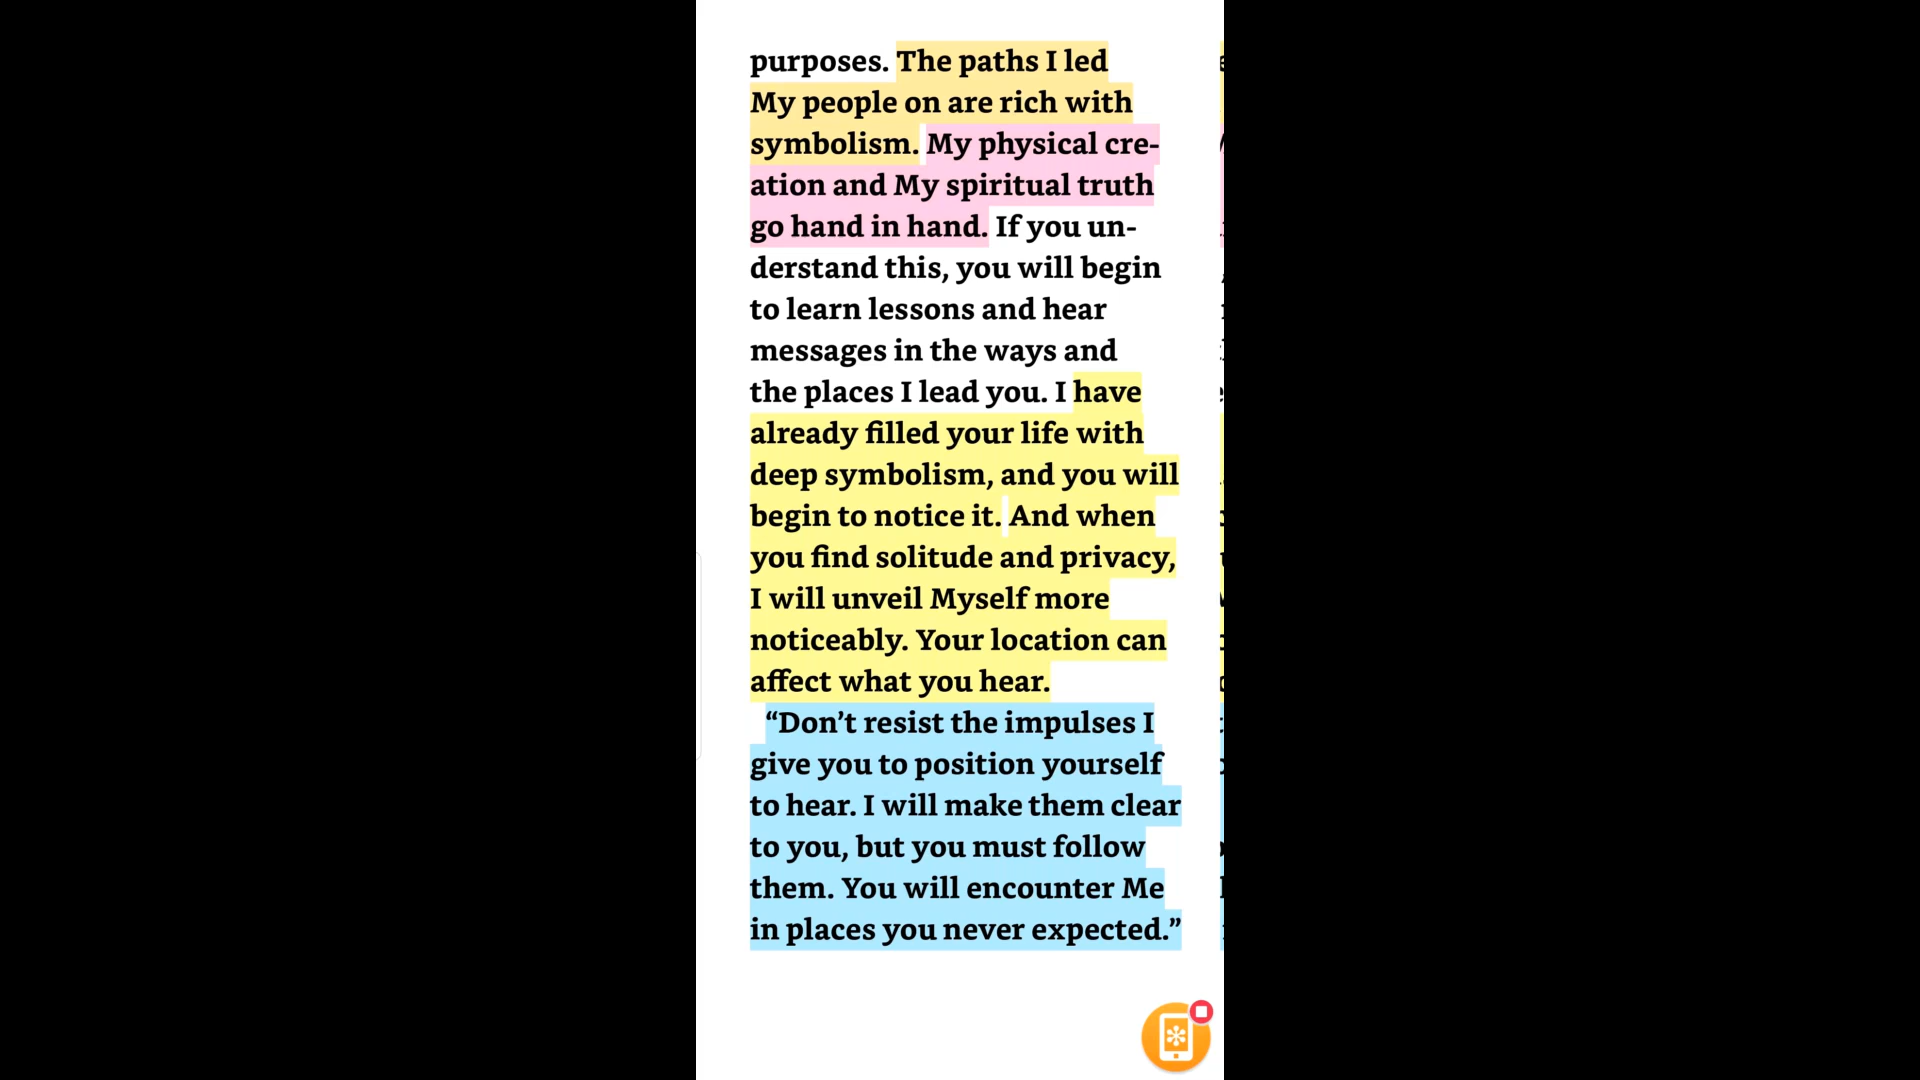 purposes. The paths I led
My people on are rich with
symbolism. My physical cre-
ation and My spiritual truth
go hand in hand. If you un-
derstand this, you will begin
to learn lessons and hear
messages in the ways and
the places I lead you. I have
already filled your life with
deep symbolism, and you will
begin to notice it. And when
you find solitude and privacy,
I will unveil Myself more
noticeably. Your location can
affect what you hear.
“Don’t resist the impulses I
give you to position yourself
to hear. I will make them clear
to you, but you must follow
them. You will encounter Me
in places you never expected.”